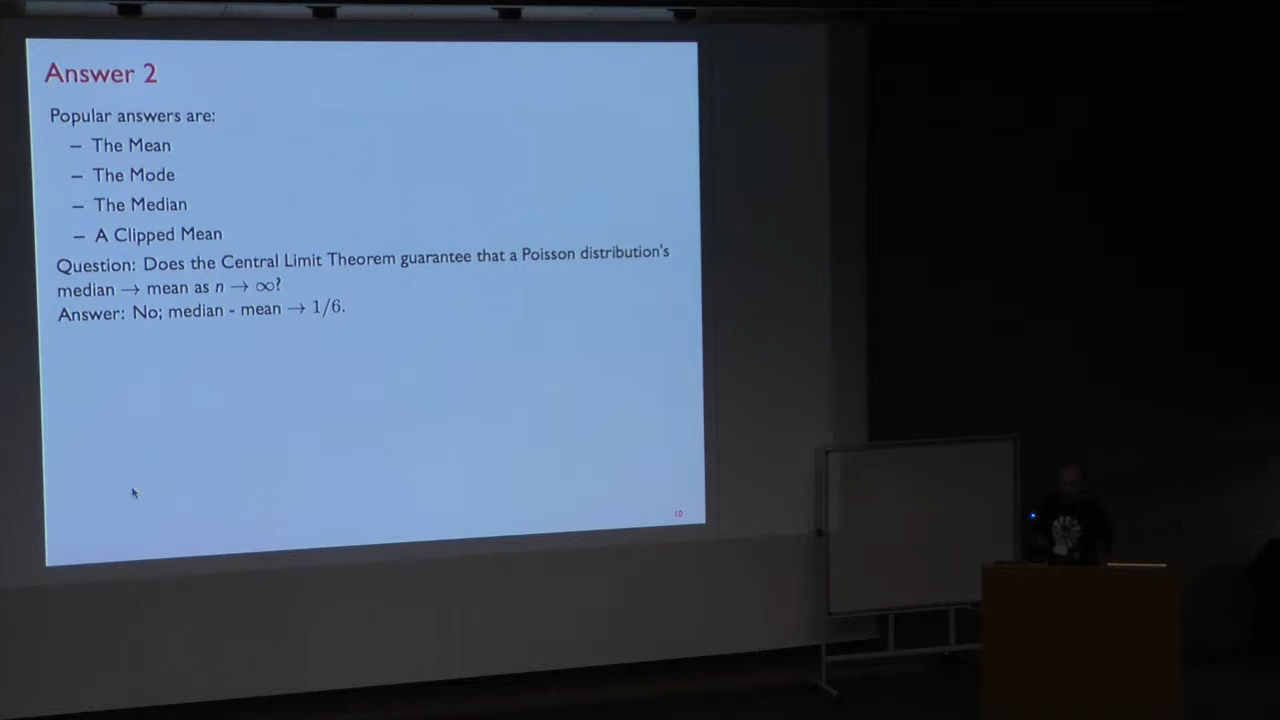 Answer 2
Popular answers are:
– The Mean
– The Mode
– The Median
– A Clipped Mean
Question: Does the Central Limit Theorem guarantee that a Poisson distribution's
median → mean as n → ∞?
Answer: No; median - mean → 1/6.
10